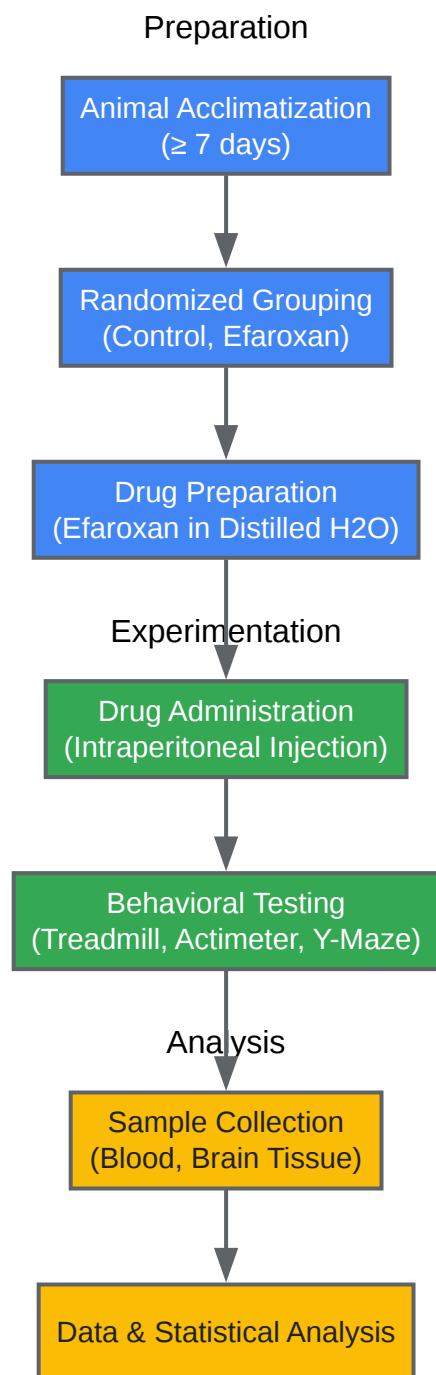 Preparation
Animal Acclimatization
(≥ 7 days)
Randomized Grouping
(Control, Efaroxan)
Drug Preparation
(Efaroxan in Distilled H2O)
Experimentation
Drug Administration
(Intraperitoneal Injection)
Behavioral Testing
(Treadmill, Actimeter, Y-Maze)
Analysis
Sample Collection
(Blood, Brain Tissue)
Data & Statistical Analysis